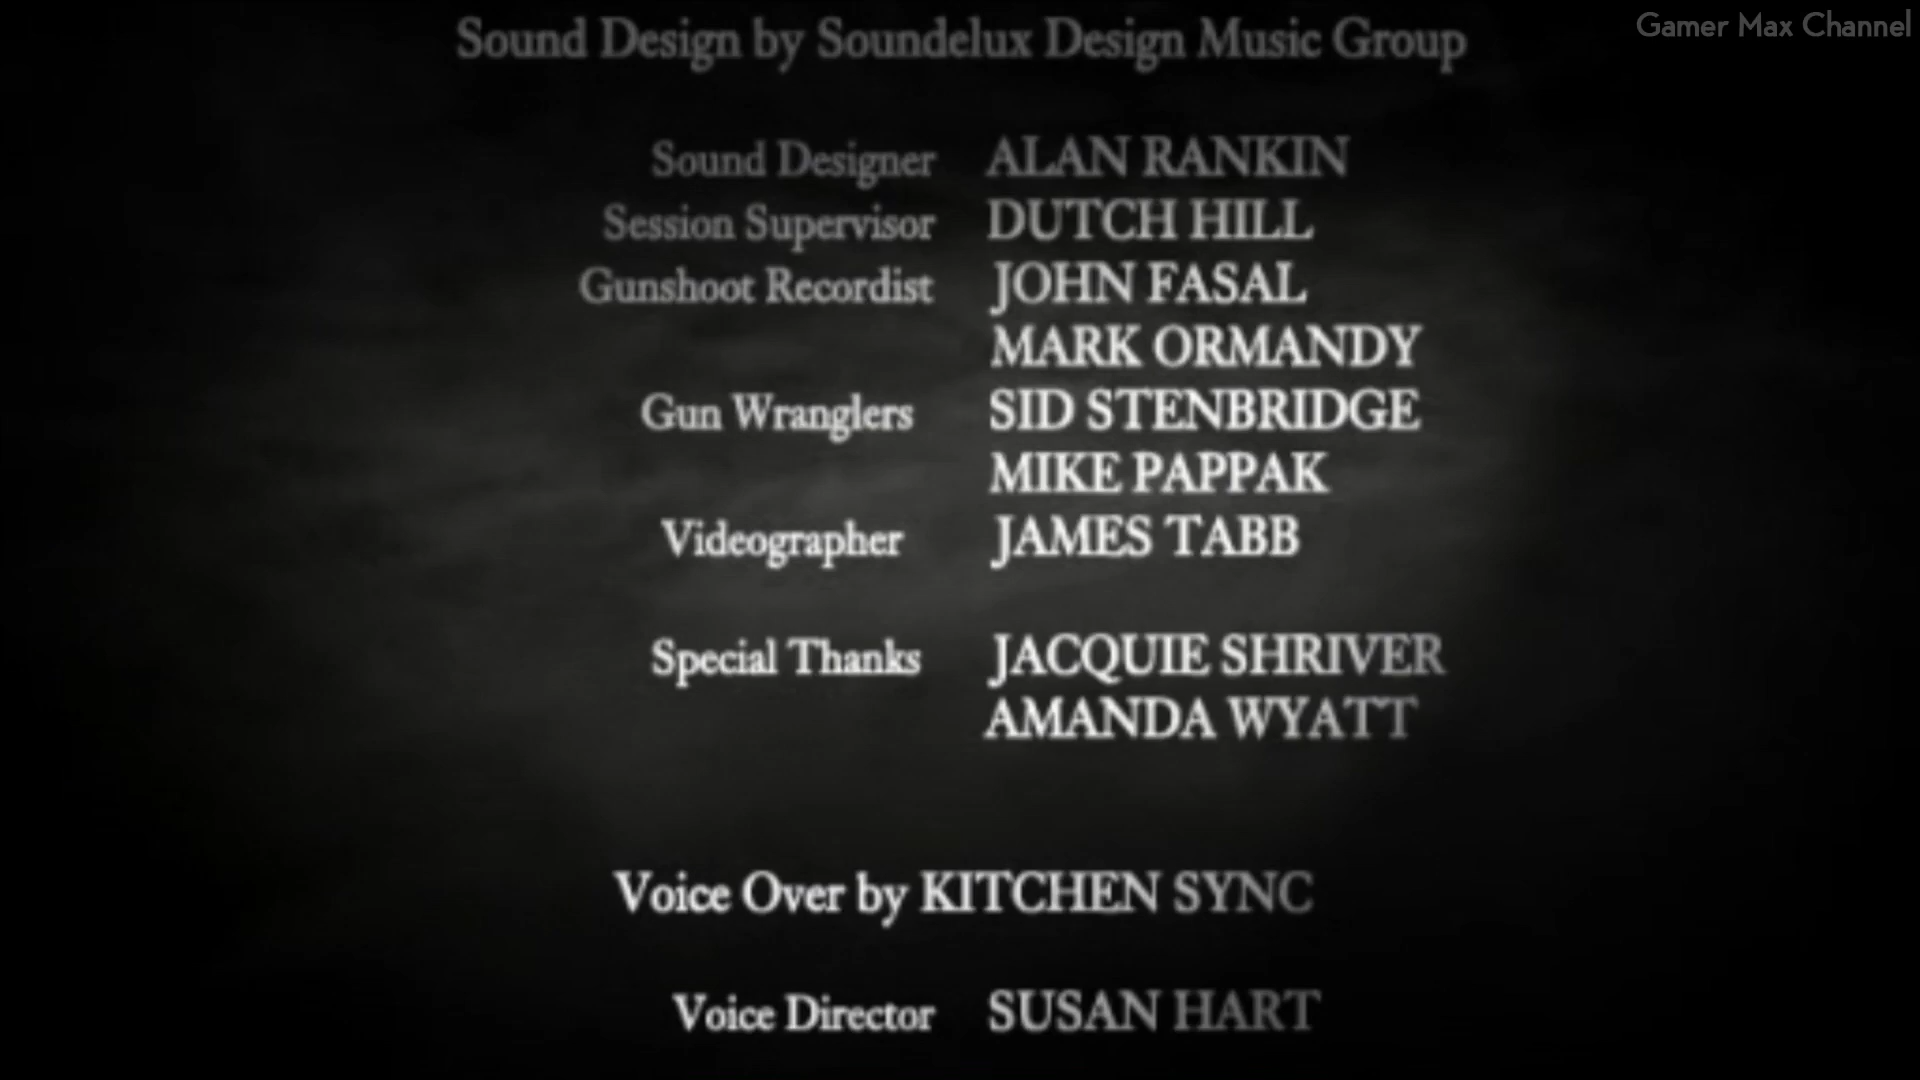 Gamer Max Channel
Sound Design by Soundelux Design Music Group
Sound Designer ALAN RANKIN
Session Supervisor DUTCH HILL
Gunshoot Recordist JOHN FASAL
MARK ORMANDY
Gun Wranglers SID STENBRIDGE
MIKE PAPPAK
Videographer JAMES TABB
Special Thanks JACQUIE SHRIVER
AMANDA WYATT
Voice Over by KITCHEN SYNC
Voice Director SUSAN HART